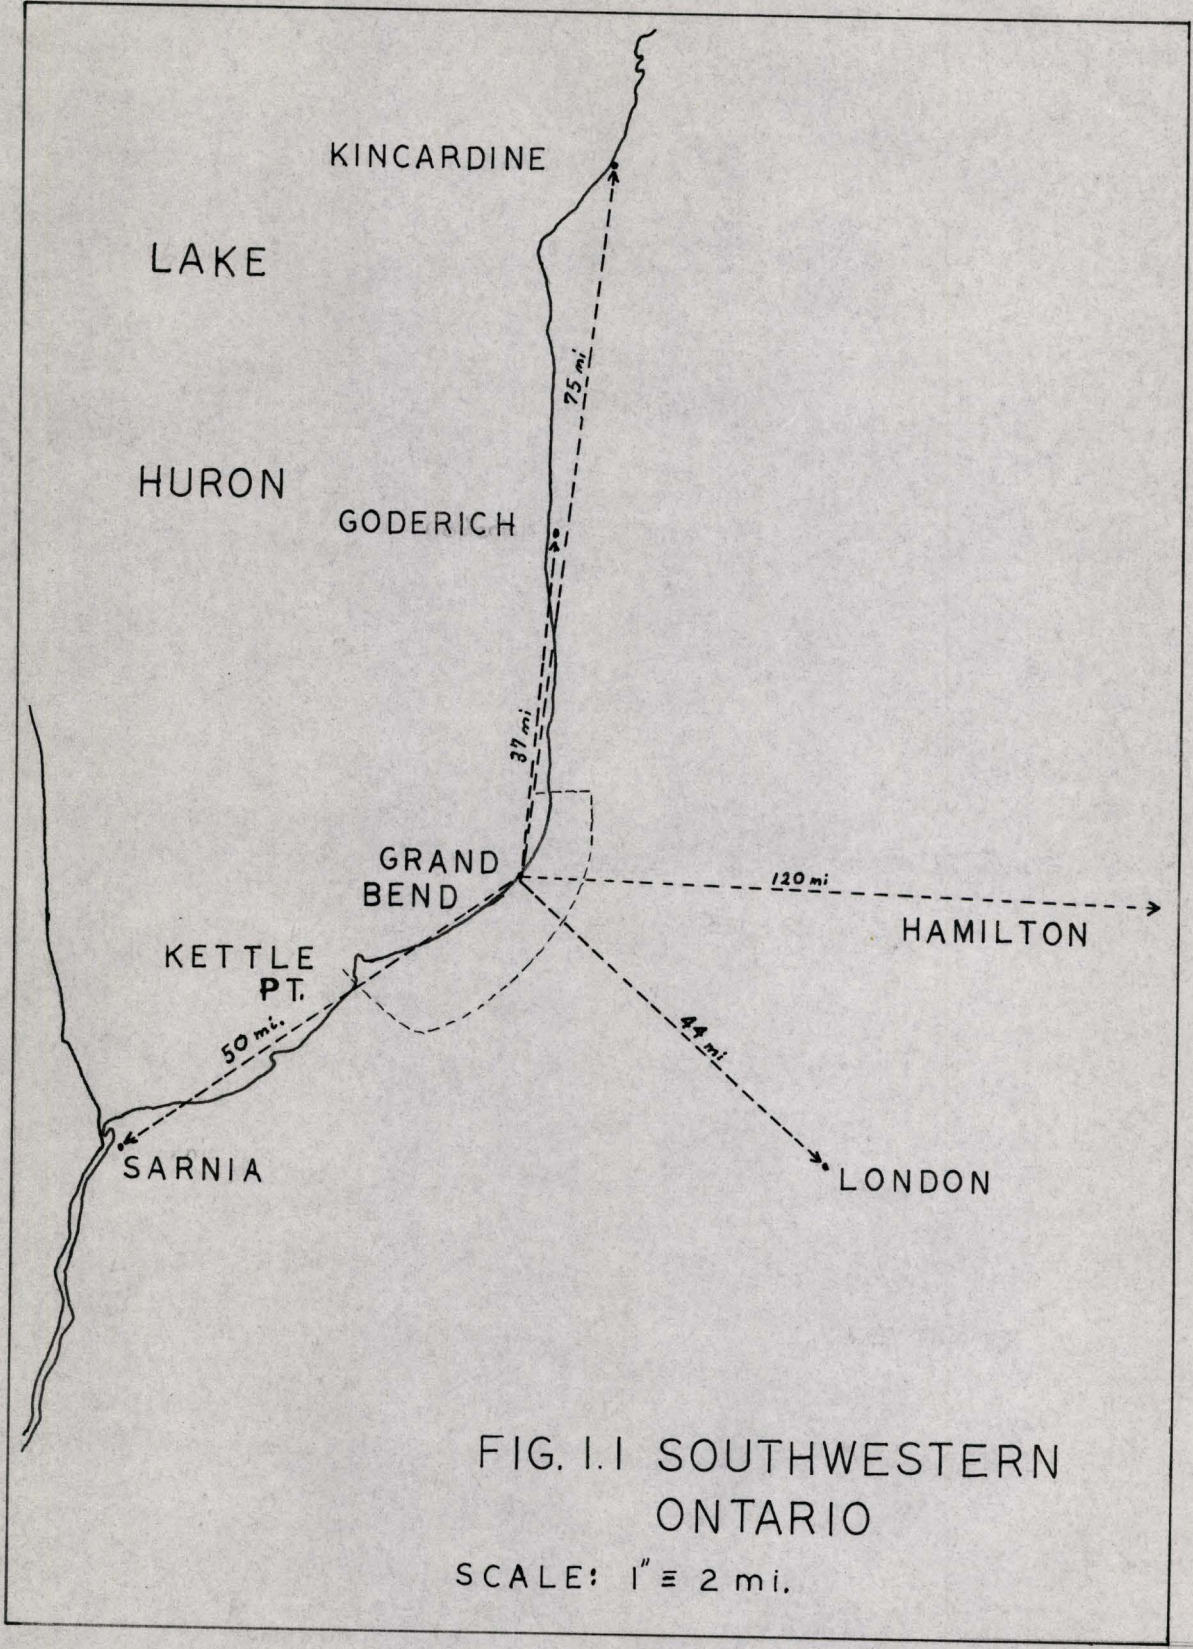 KINCARDINE
LAKE
75 mi
HURON
GODERICH
37 mi
GRAND
BEND
120 mi
HAMILTON
KETTLE
PT.
50 mi.
44 mi
SARNIA
LONDON
FIG. 1.1 SOUTHWESTERN
ONTARIO
SCALE: 1" ≡ 2 mi.